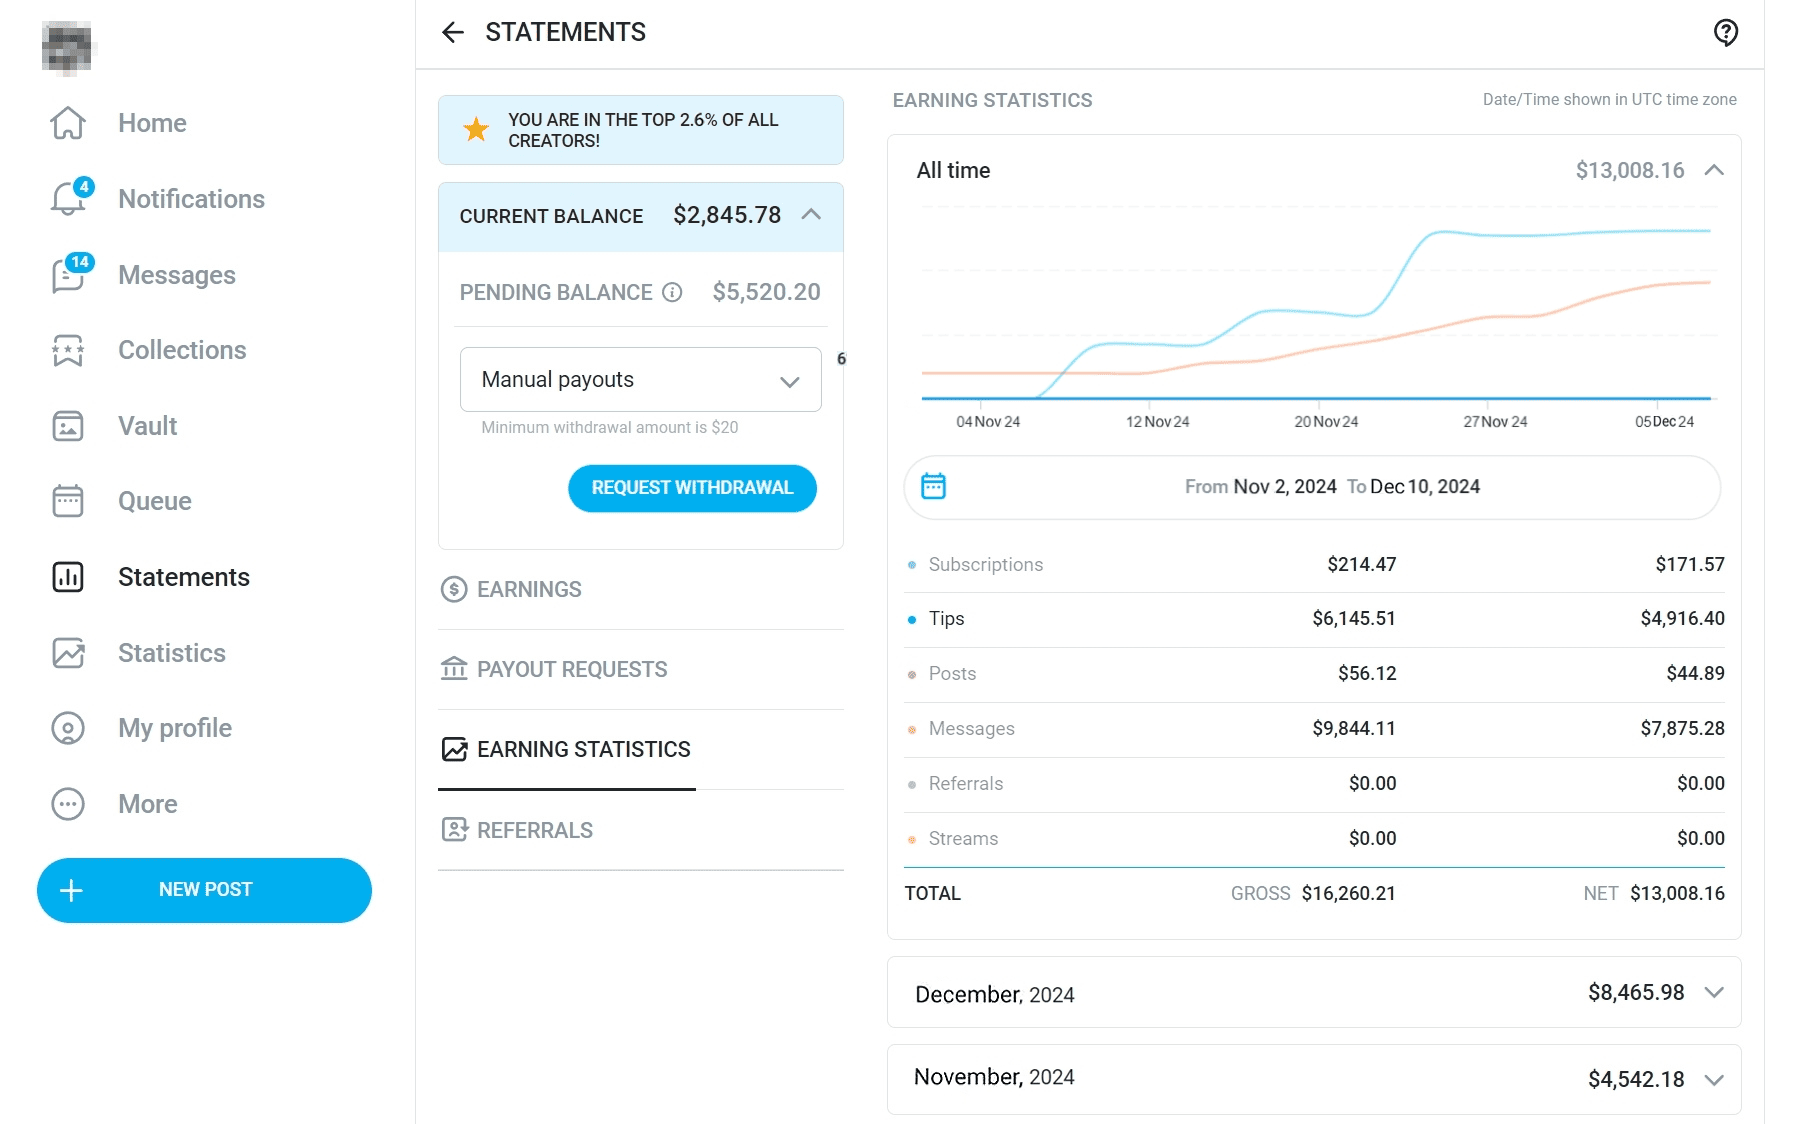 STATEMENTS
Home
4
Notifications
14
Messages
Collections
Vault
Queue
Statements
Statistics
My profile
More
NEW POST
YOU ARE IN THE TOP 2.6% OF ALL
CREATORS!
CURRENT BALANCE $2,845.78
PENDING BALANCE $5,520.20
6
Manual payouts
Minimum withdrawal amount is $20
REQUEST WITHDRAWAL
EARNINGS
PAYOUT REQUESTS
EARNING STATISTICS
REFERRALS
EARNING STATISTICS Date/Time shown in UTC time zone
All time $13,008.16
04 Nov 24 12 Nov 24 20 Nov 24 27 Nov 24 05 Dec 24
From Nov 2, 2024 To Dec 10, 2024
Subscriptions $214.47 $171.57
Tips $6,145.51 $4,916.40
Posts $56.12 $44.89
Messages $9,844.11 $7,875.28
Referrals $0.00 $0.00
Streams $0.00 $0.00
TOTAL GROSS $16,260.21 NET $13,008.16
December, 2024 $8,465.98
November, 2024 $4,542.18